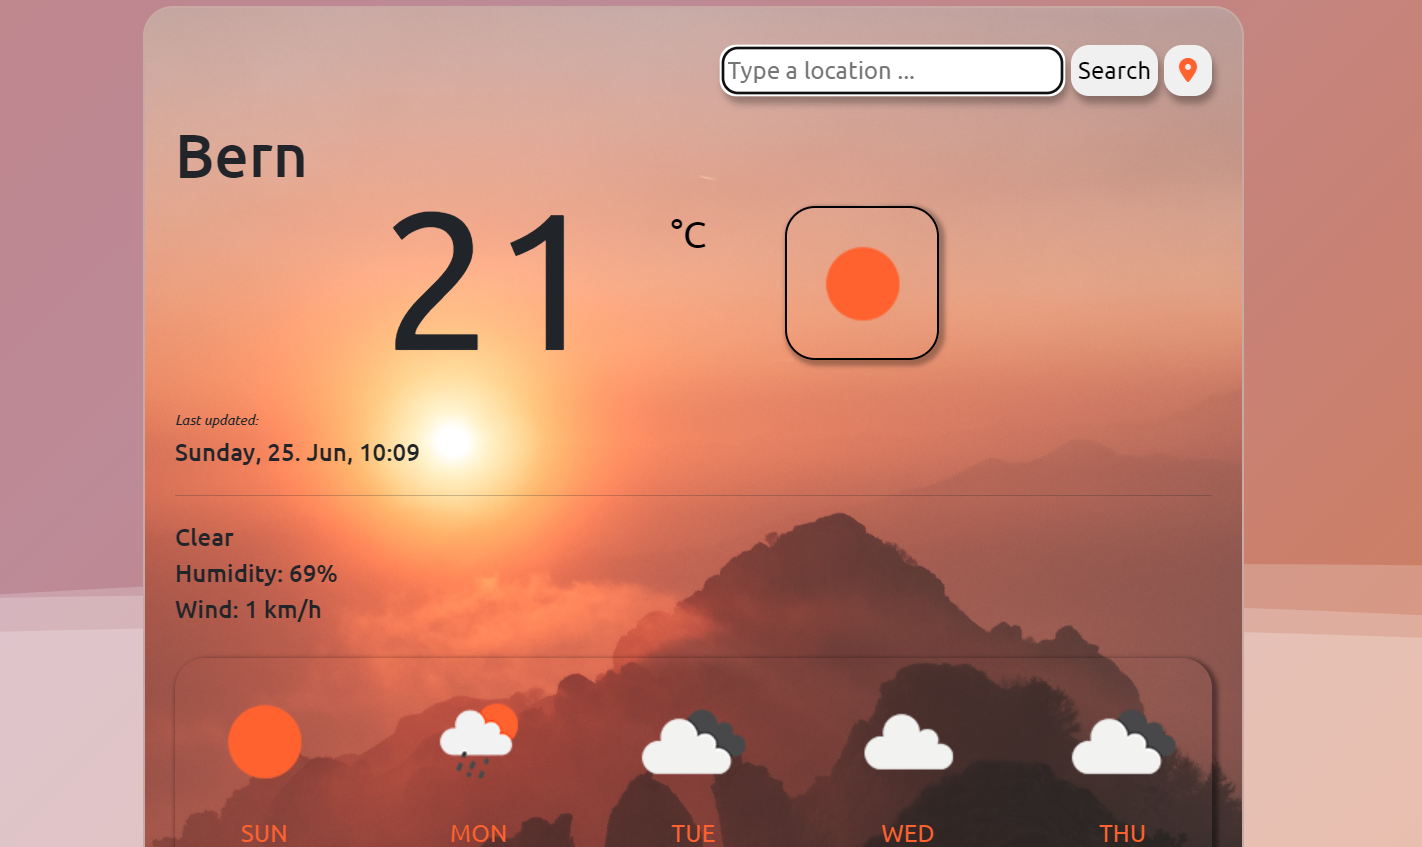 Type a location ...
Search
Bern
21
°C
Last updated:
Sunday, 25. Jun, 10:09
Clear
Humidity: 69%
Wind: 1 km/h
SUN MON TUE WED THU